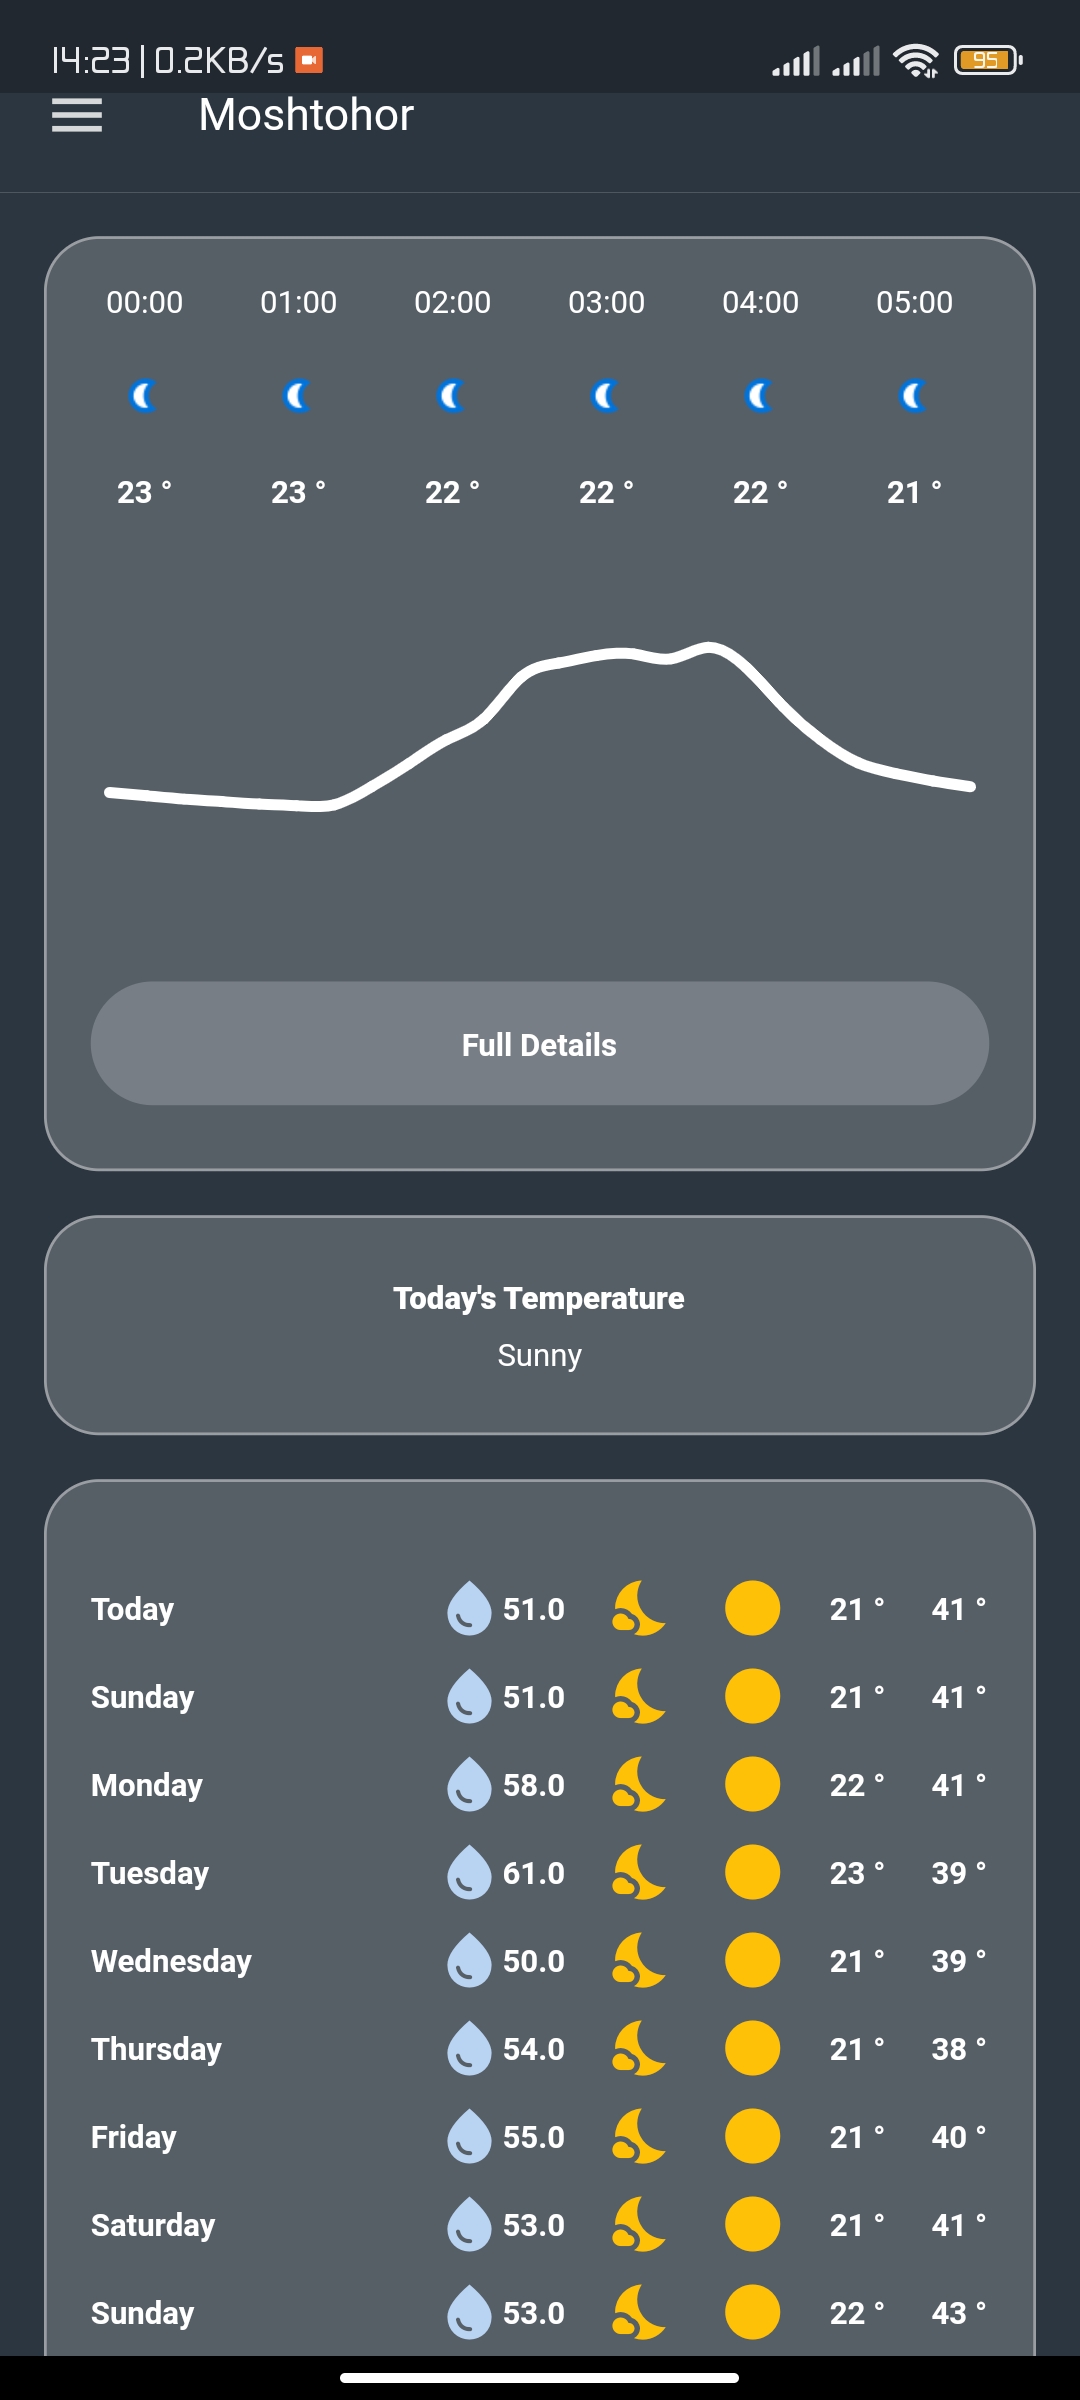 14:23 | 0.2KB/s 95
Moshtohor
00:00 01:00 02:00 03:00 04:00 05:00
23 ° 23 ° 22 ° 22 ° 22 ° 21 °
Full Details
Today's Temperature
Sunny
Today 51.0 21 ° 41 °
Sunday 51.0 21 ° 41 °
Monday 58.0 22 ° 41 °
Tuesday 61.0 23 ° 39 °
Wednesday 50.0 21 ° 39 °
Thursday 54.0 21 ° 38 °
Friday 55.0 21 ° 40 °
Saturday 53.0 21 ° 41 °
Sunday 53.0 22 ° 43 °